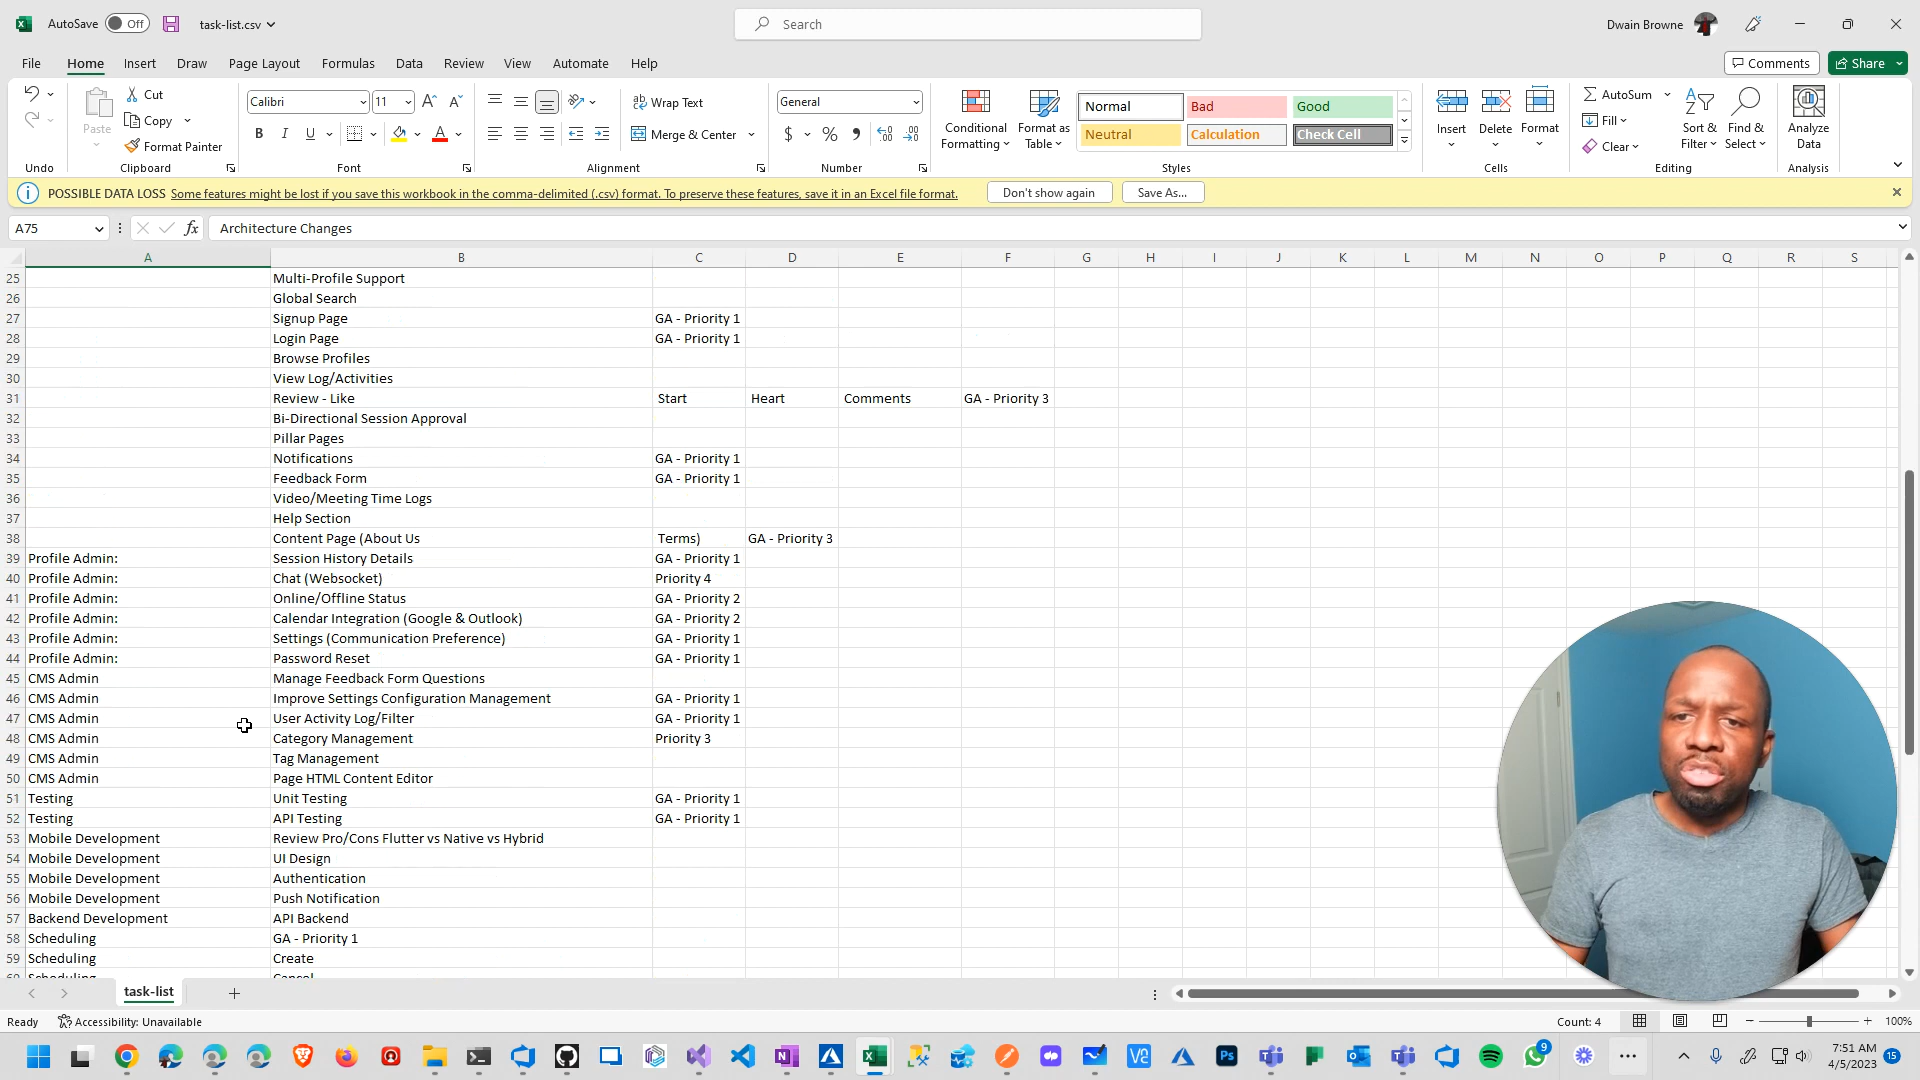 AutoSave Off task-list.csv Search Dwain Browne
File Home Insert Draw Page Layout Formulas Data Review View Automate Help Comments Share
Cut Calibri 11 Wrap Text General Normal Bad Good AutoSum
Paste Copy Conditional Formatting Format as Table Insert Delete Format Fill Sort & Filter Find & Select Analyze Data
Format Painter B I U Merge & Center $ % Neutral Calculation Check Cell Clear
Undo Clipboard Font Alignment Number Styles Cells Editing Analysis
POSSIBLE DATA LOSS Some features might be lost if you save this workbook in the comma-delimited (.csv) format. To preserve these features, save it in an Excel file format. Don't show again Save As...
A75 fx Architecture Changes
A B C D E F G H I J K L M N O P Q R S
25 Multi-Profile Support
26 Global Search
27 Signup Page GA - Priority 1
28 Login Page GA - Priority 1
29 Browse Profiles
30 View Log/Activities
31 Review - Like Start Heart Comments GA - Priority 3
32 Bi-Directional Session Approval
33 Pillar Pages
34 Notifications GA - Priority 1
35 Feedback Form GA - Priority 1
36 Video/Meeting Time Logs
37 Help Section
38 Content Page (About Us Terms) GA - Priority 3
39 Profile Admin: Session History Details GA - Priority 1
40 Profile Admin: Chat (Websocket) Priority 4
41 Profile Admin: Online/Offline Status GA - Priority 2
42 Profile Admin: Calendar Integration (Google & Outlook) GA - Priority 2
43 Profile Admin: Settings (Communication Preference) GA - Priority 1
44 Profile Admin: Password Reset GA - Priority 1
45 CMS Admin Manage Feedback Form Questions
46 CMS Admin Improve Settings Configuration Management GA - Priority 1
47 CMS Admin User Activity Log/Filter GA - Priority 1
48 CMS Admin Category Management Priority 3
49 CMS Admin Tag Management
50 CMS Admin Page HTML Content Editor
51 Testing Unit Testing GA - Priority 1
52 Testing API Testing GA - Priority 1
53 Mobile Development Review Pro/Cons Flutter vs Native vs Hybrid
54 Mobile Development UI Design
55 Mobile Development Authentication
56 Mobile Development Push Notification
57 Backend Development API Backend
58 Scheduling GA - Priority 1
59 Scheduling Create
60 Scheduling Cancel
task-list
Ready Accessibility: Unavailable Count: 4 100%
9 7:51 AM
4/5/2023 15